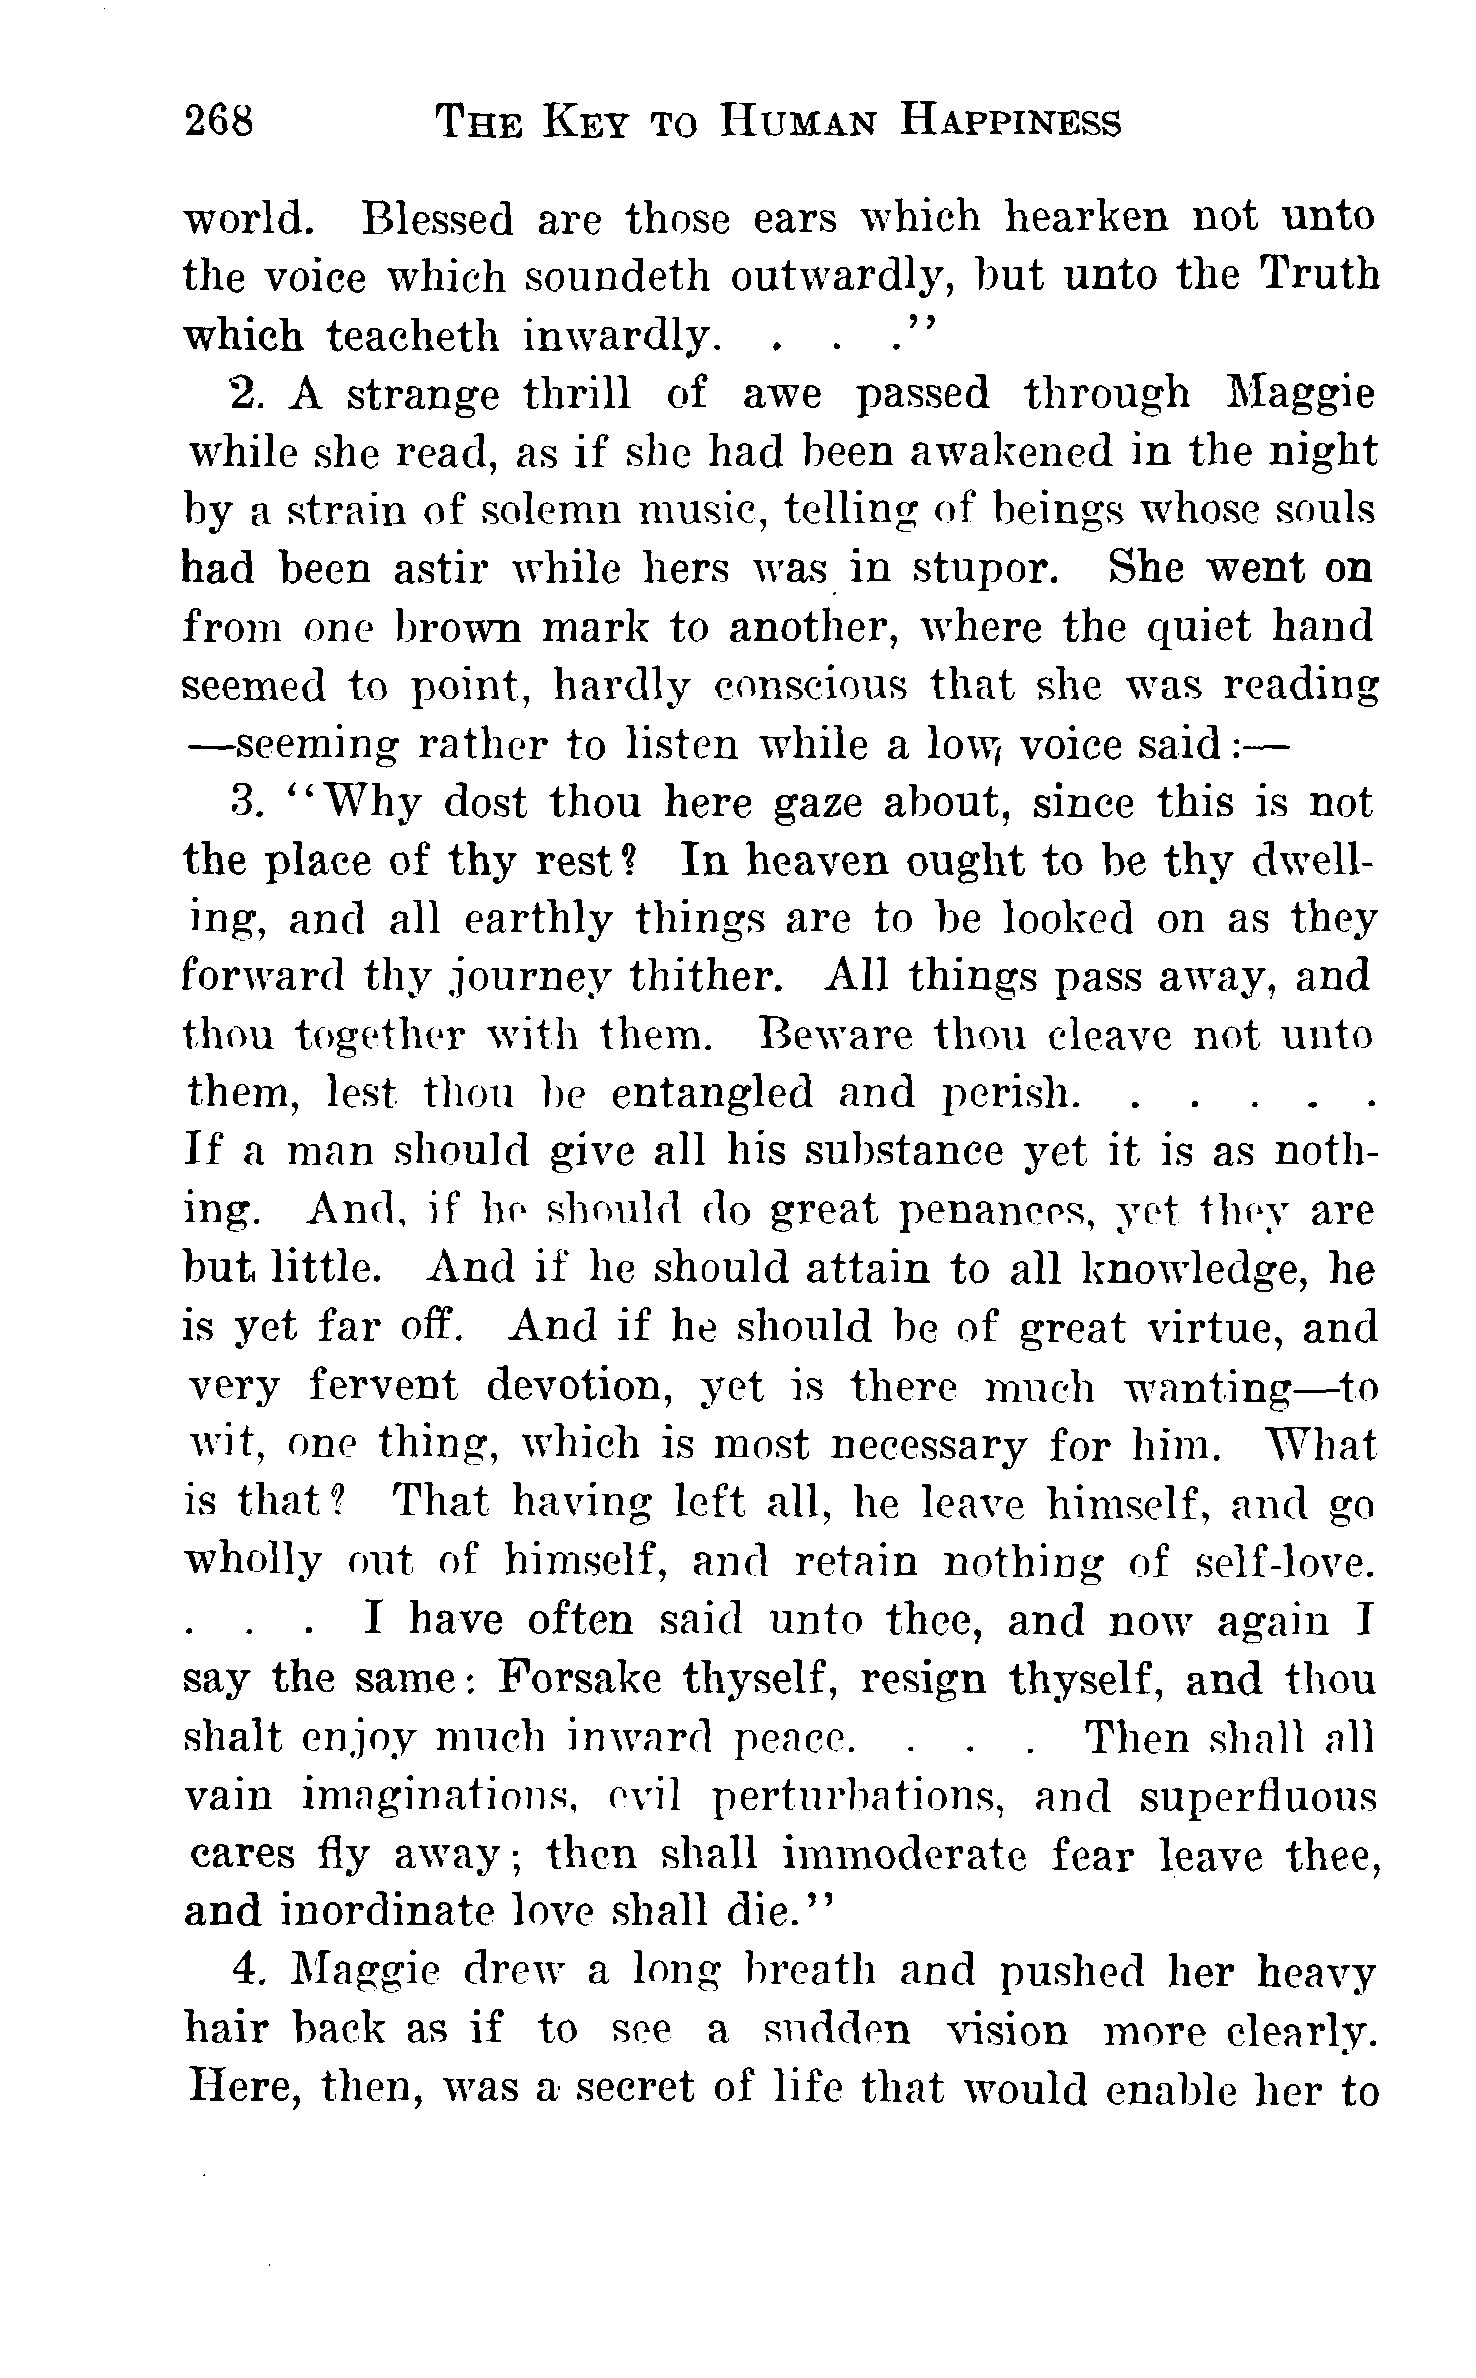 268 THE KEY TO HUMAN HAPPINESS
world. Blessed are those ears which hearken not unto
the voice which soundeth outwardly, but unto the Truth
which teacheth inwardly. . . ."
2. A strange thrill of awe passed through Maggie
while she read, as if she had been awakened in the night
by a strain of solemn music, telling of beings whose souls
had been astir while hers was in stupor. She went on
from one brown mark to another, where the quiet hand
seemed to point, hardly conscious that she was reading
—seeming rather to listen while a low voice said:—
3. "Why dost thou here gaze about, since this is not
the place of thy rest? In heaven ought to be thy dwell-
ing, and all earthly things are to be looked on as they
forward thy journey thither. All things pass away, and
thou together with them. Beware thou cleave not unto
them, lest thou be entangled and perish. . . . . .
If a man should give all his substance yet it is as noth-
ing. And, if he should do great penances, yet they are
but little. And if he should attain to all knowledge, he
is yet far off. And if he should be of great virtue, and
very fervent devotion, yet is there much wanting—to
wit, one thing, which is most necessary for him. What
is that? That having left all, he leave himself, and go
wholly out of himself, and retain nothing of self-love.
. . . I have often said unto thee, and now again I
say the same: Forsake thyself, resign thyself, and thou
shalt enjoy much inward peace. . . . Then shall all
vain imaginations, evil perturbations, and superfluous
cares fly away; then shall immoderate fear leave thee,
and inordinate love shall die."
4. Maggie drew a long breath and pushed her heavy
hair back as if to see a sudden vision more clearly.
Here, then, was a secret of life that would enable her to